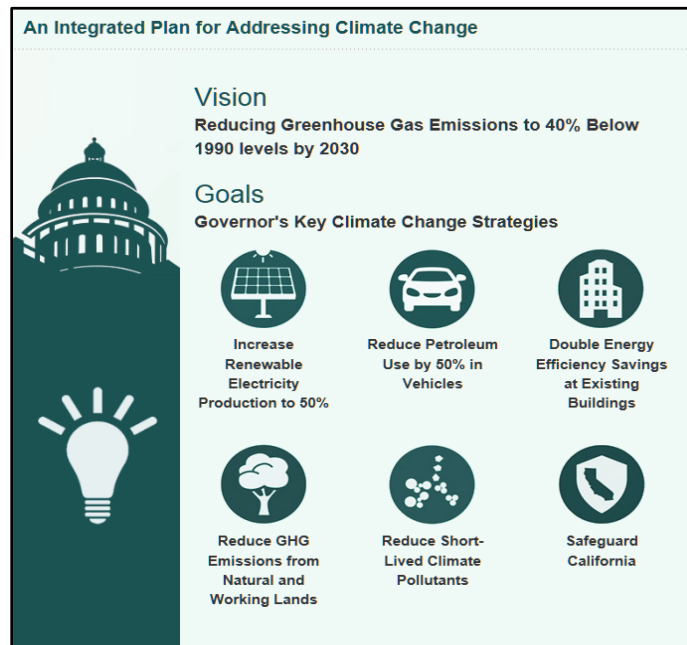 An Integrated Plan for Addressing Climate Change
Vision
Reducing Greenhouse Gas Emissions to 40% Below
1990 levels by 2030
Goals
Governor's Key Climate Change Strategies
Increase
Renewable
Electricity
Production to 50%
Reduce Petroleum
Use by 50% in
Vehicles
Double Energy
Efficiency Savings
at Existing
Buildings
Reduce GHG
Emissions from
Natural and
Working Lands
Reduce Short-
Lived Climate
Pollutants
Safeguard
California